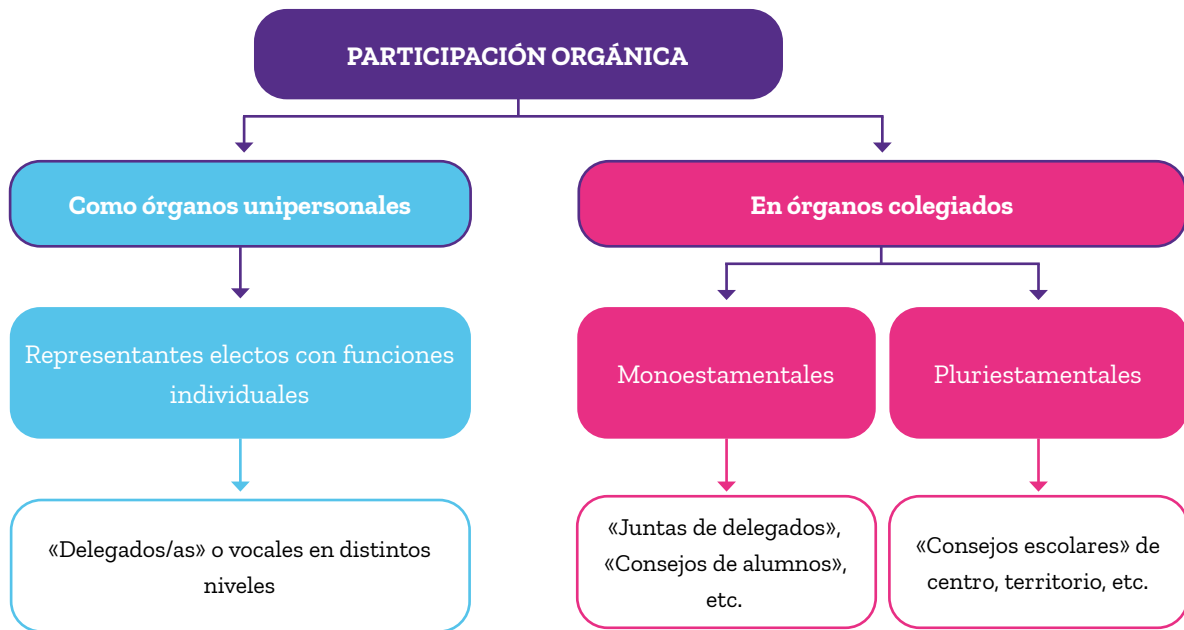 PARTICIPACIÓN ORGÁNICA
Como órganos unipersonales
En órganos colegiados
Representantes electos con funciones
individuales
Monoestamentales
Pluriestamentales
«Delegados/as» o vocales en distintos
niveles
«Juntas de delegados»,
«Consejos de alumnos»,
etc.
«Consejos escolares» de
centro, territorio, etc.